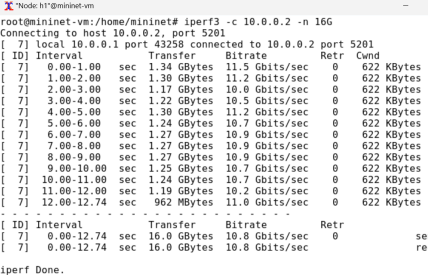 "Node: h1"@mininet-vm
root@mininet-vm:/home/mininet# iperf3 -c 10.0.0.2 -n 16G
Connecting to host 10.0.0.2, port 5201
[  7] local 10.0.0.1 port 43258 connected to 10.0.0.2 port 5201
[ ID] Interval           Transfer     Bitrate         Retr  Cwnd
[  7]   0.00-1.00   sec  1.34 GBytes  11.5 Gbits/sec    0    622 KBytes
[  7]   1.00-2.00   sec  1.30 GBytes  11.2 Gbits/sec    0    622 KBytes
[  7]   2.00-3.00   sec  1.17 GBytes  10.0 Gbits/sec    0    622 KBytes
[  7]   3.00-4.00   sec  1.22 GBytes  10.5 Gbits/sec    0    622 KBytes
[  7]   4.00-5.00   sec  1.30 GBytes  11.2 Gbits/sec    0    622 KBytes
[  7]   5.00-6.00   sec  1.24 GBytes  10.7 Gbits/sec    0    622 KBytes
[  7]   6.00-7.00   sec  1.27 GBytes  10.9 Gbits/sec    0    622 KBytes
[  7]   7.00-8.00   sec  1.27 GBytes  10.9 Gbits/sec    0    622 KBytes
[  7]   8.00-9.00   sec  1.27 GBytes  10.9 Gbits/sec    0    622 KBytes
[  7]   9.00-10.00  sec  1.25 GBytes  10.7 Gbits/sec    0    622 KBytes
[  7]  10.00-11.00  sec  1.24 GBytes  10.7 Gbits/sec    0    622 KBytes
[  7]  11.00-12.00  sec  1.19 GBytes  10.2 Gbits/sec    0    622 KBytes
[  7]  12.00-12.74  sec   962 MBytes  11.0 Gbits/sec    0    622 KBytes
- - - - - - - - - - - - - - - - - - - - - - - - -
[ ID] Interval           Transfer     Bitrate         Retr
[  7]   0.00-12.74  sec  16.0 GBytes  10.8 Gbits/sec    0             se
[  7]   0.00-12.74  sec  16.0 GBytes  10.8 Gbits/sec                  re
iperf Done.